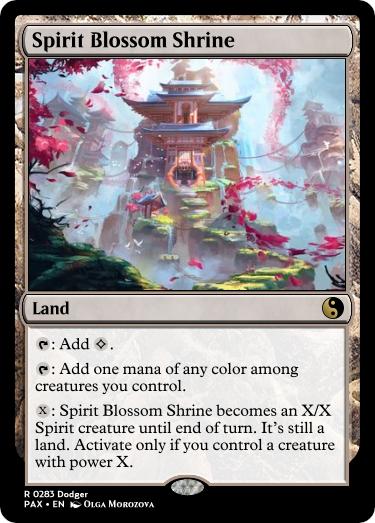 Spirit Blossom Shrine
Land
: Add .
: Add one mana of any color among
creatures you control.
X: Spirit Blossom Shrine becomes an X/X
Spirit creature until end of turn. It's still a
land. Activate only if you control a creature
with power X.
R 0283 Dodger
PAX • EN OLGA MOROZOVA